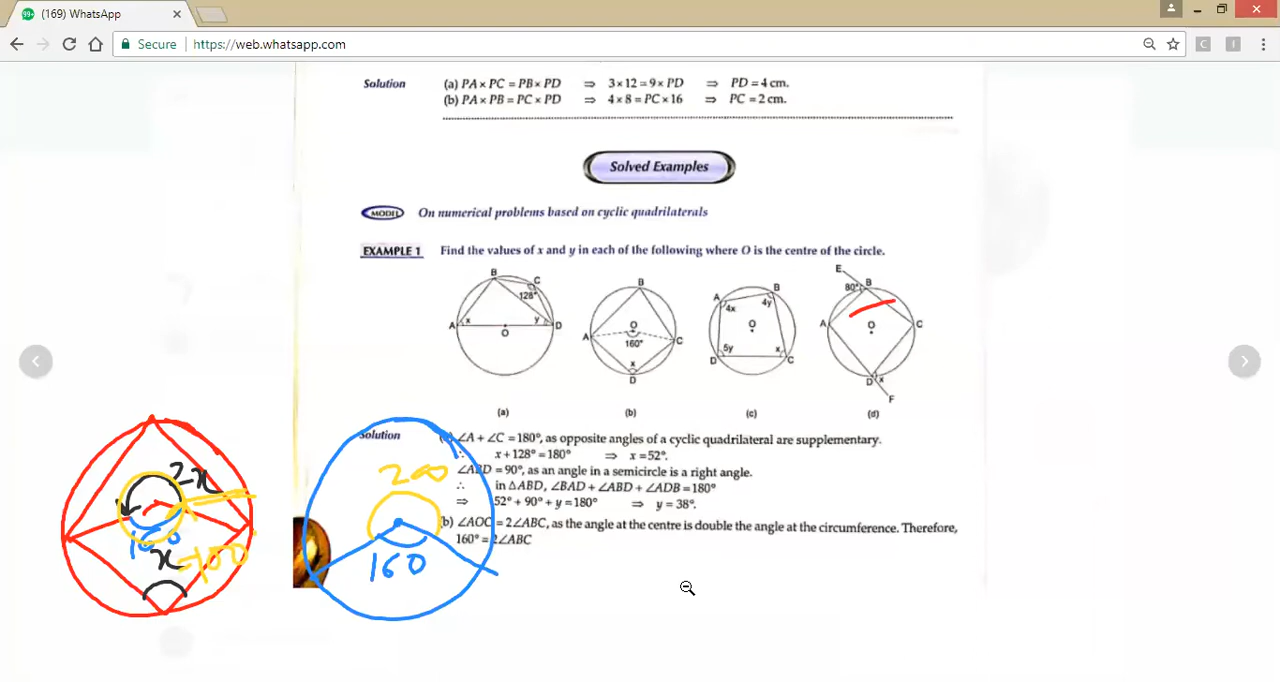 99+ (169) WhatsApp
Secure https://web.whatsapp.com
Solution (a) PA × PC = PB × PD ⇒ 3 × 12 = 9 × PD ⇒ PD = 4 cm.
(b) PA × PB = PC × PD ⇒ 4 × 8 = PC × 16 ⇒ PC = 2 cm.
Solved Examples
MODEL On numerical problems based on cyclic quadrilaterals
EXAMPLE 1 Find the values of x and y in each of the following where O is the centre of the circle.
B C 128° A x y D O
B O A 160° C x D
A B 4x 4y O 5y x D C
E 80° B A O C D x F
(a) (b) (c) (d)
Solution ∠A + ∠C = 180°, as opposite angles of a cyclic quadrilateral are supplementary.
∴ x + 128° = 180° ⇒ x = 52°.
∠ABD = 90°, as an angle in a semicircle is a right angle.
∴ in ΔABD, ∠BAD + ∠ABD + ∠ADB = 180°
⇒ 52° + 90° + y = 180° ⇒ y = 38°.
(b) ∠AOC = 2∠ABC, as the angle at the centre is double the angle at the circumference. Therefore,
160° = 2∠ABC
2x
160
x = 100
200
160